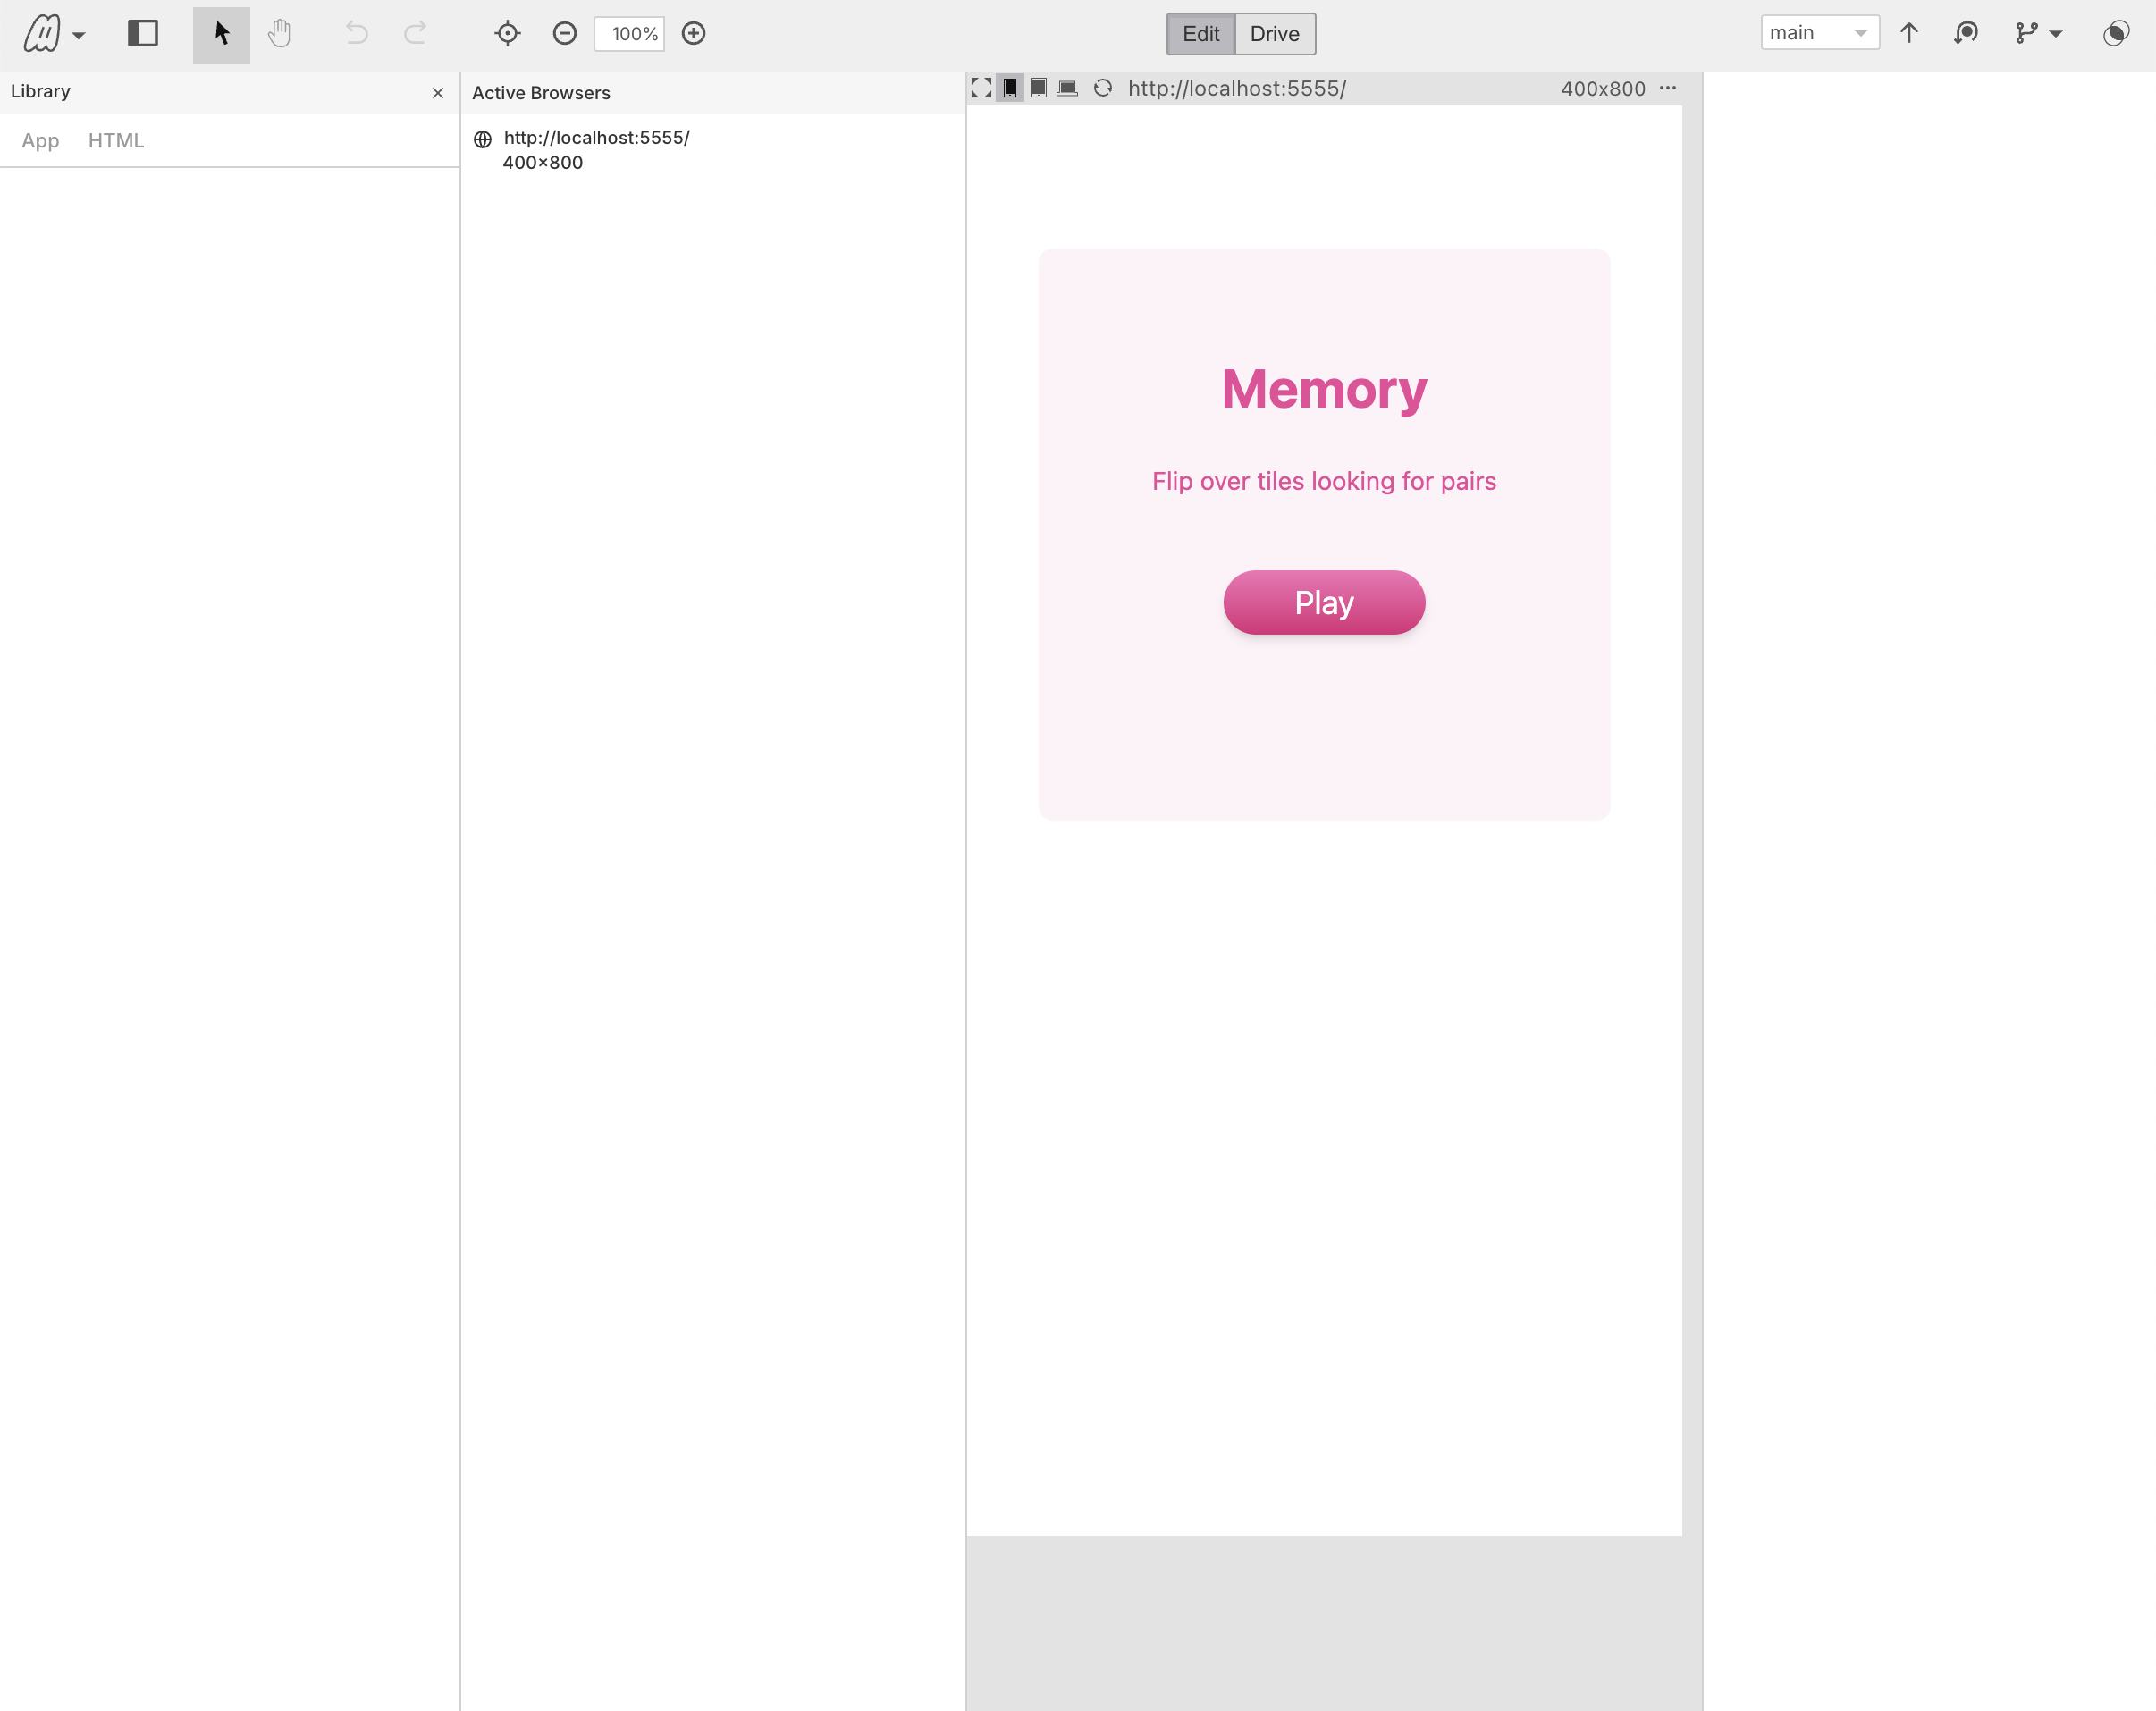 100%
Edit
Drive
main
Library
App
HTML
Active Browsers
http://localhost:5555/
400×800
http://localhost:5555/
400x800
Memory
Flip over tiles looking for pairs
Play